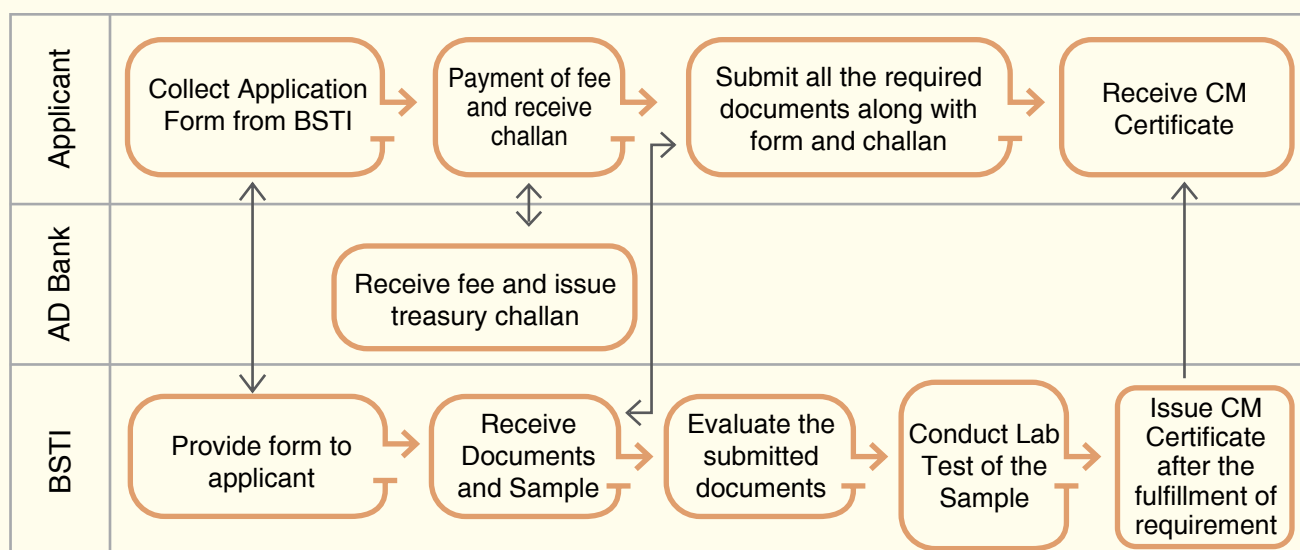 Applicant
Collect Application
Form from BSTI
Payment of fee
and receive
challan
Submit all the required
documents along with
form and challan
Receive CM
Certificate
AD Bank
Receive fee and issue
treasury challan
BSTI
Provide form to
applicant
Receive
Documents
and Sample
Evaluate the
submitted
documents
Conduct Lab
Test of the
Sample
Issue CM
Certificate
after the
fulfillment of
requirement